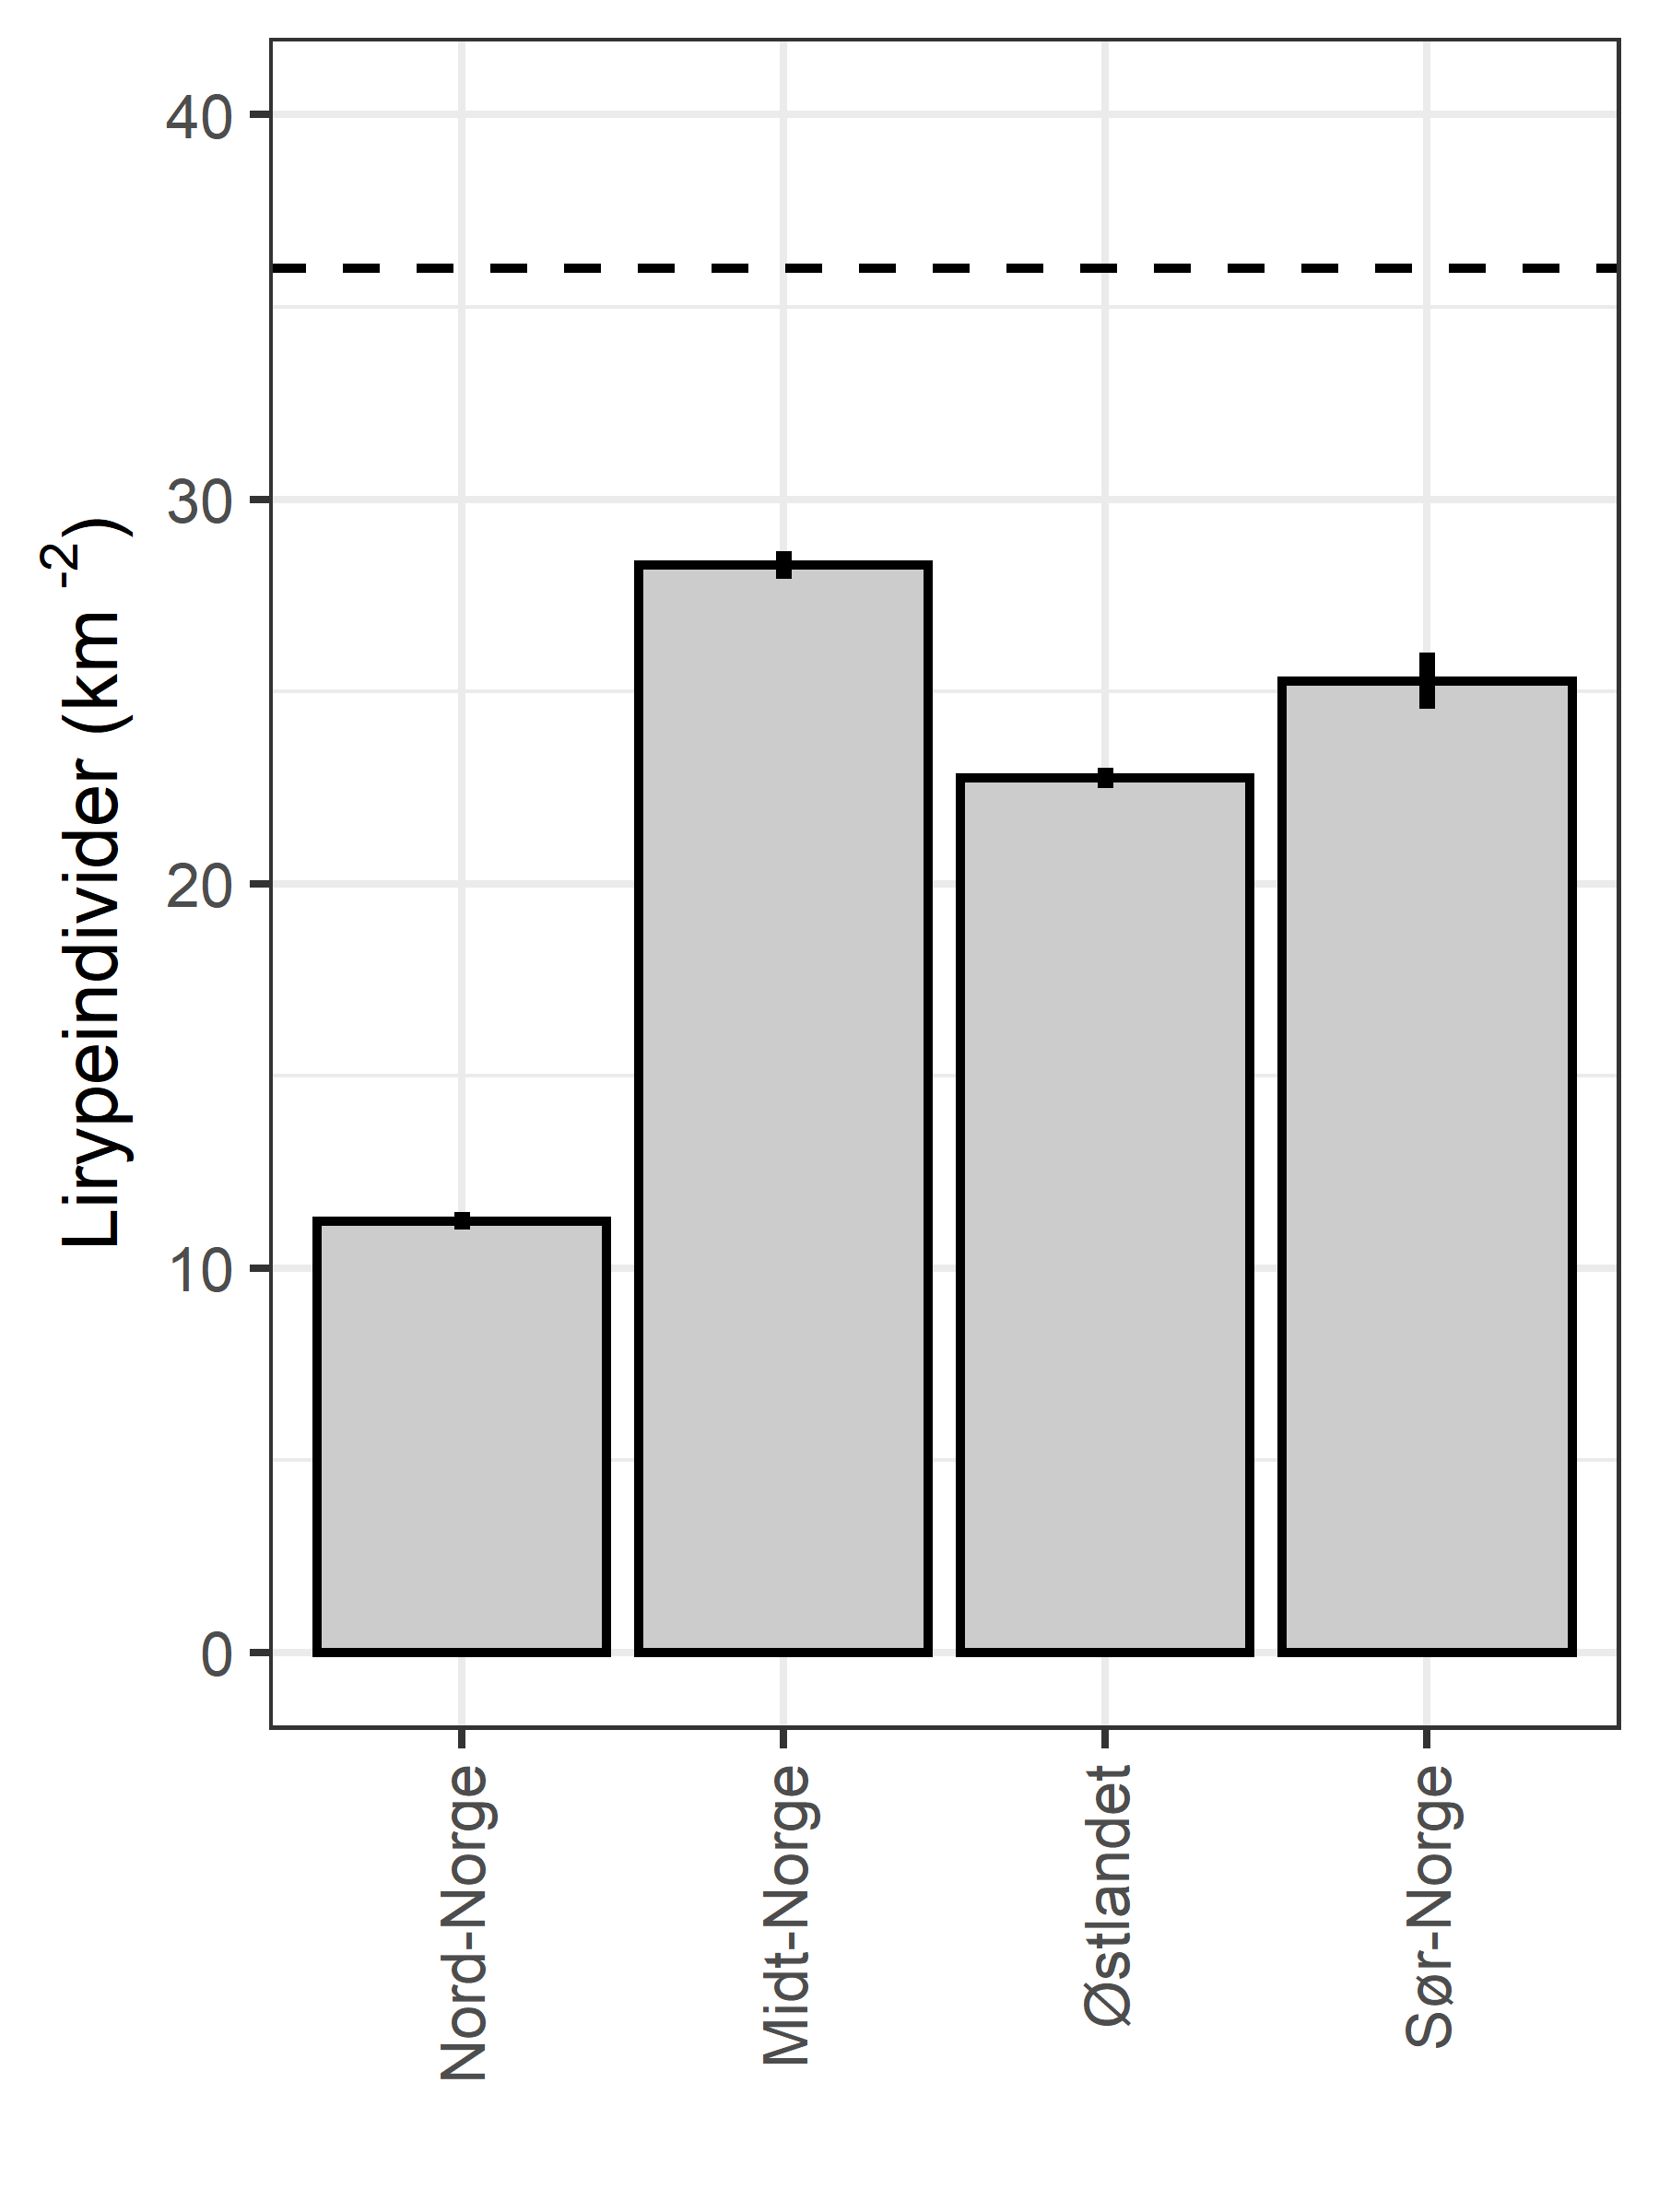 Lirypeindivider (km -2)
40
30
20
10
0
Nord-Norge
Midt-Norge
Østlandet
Sør-Norge